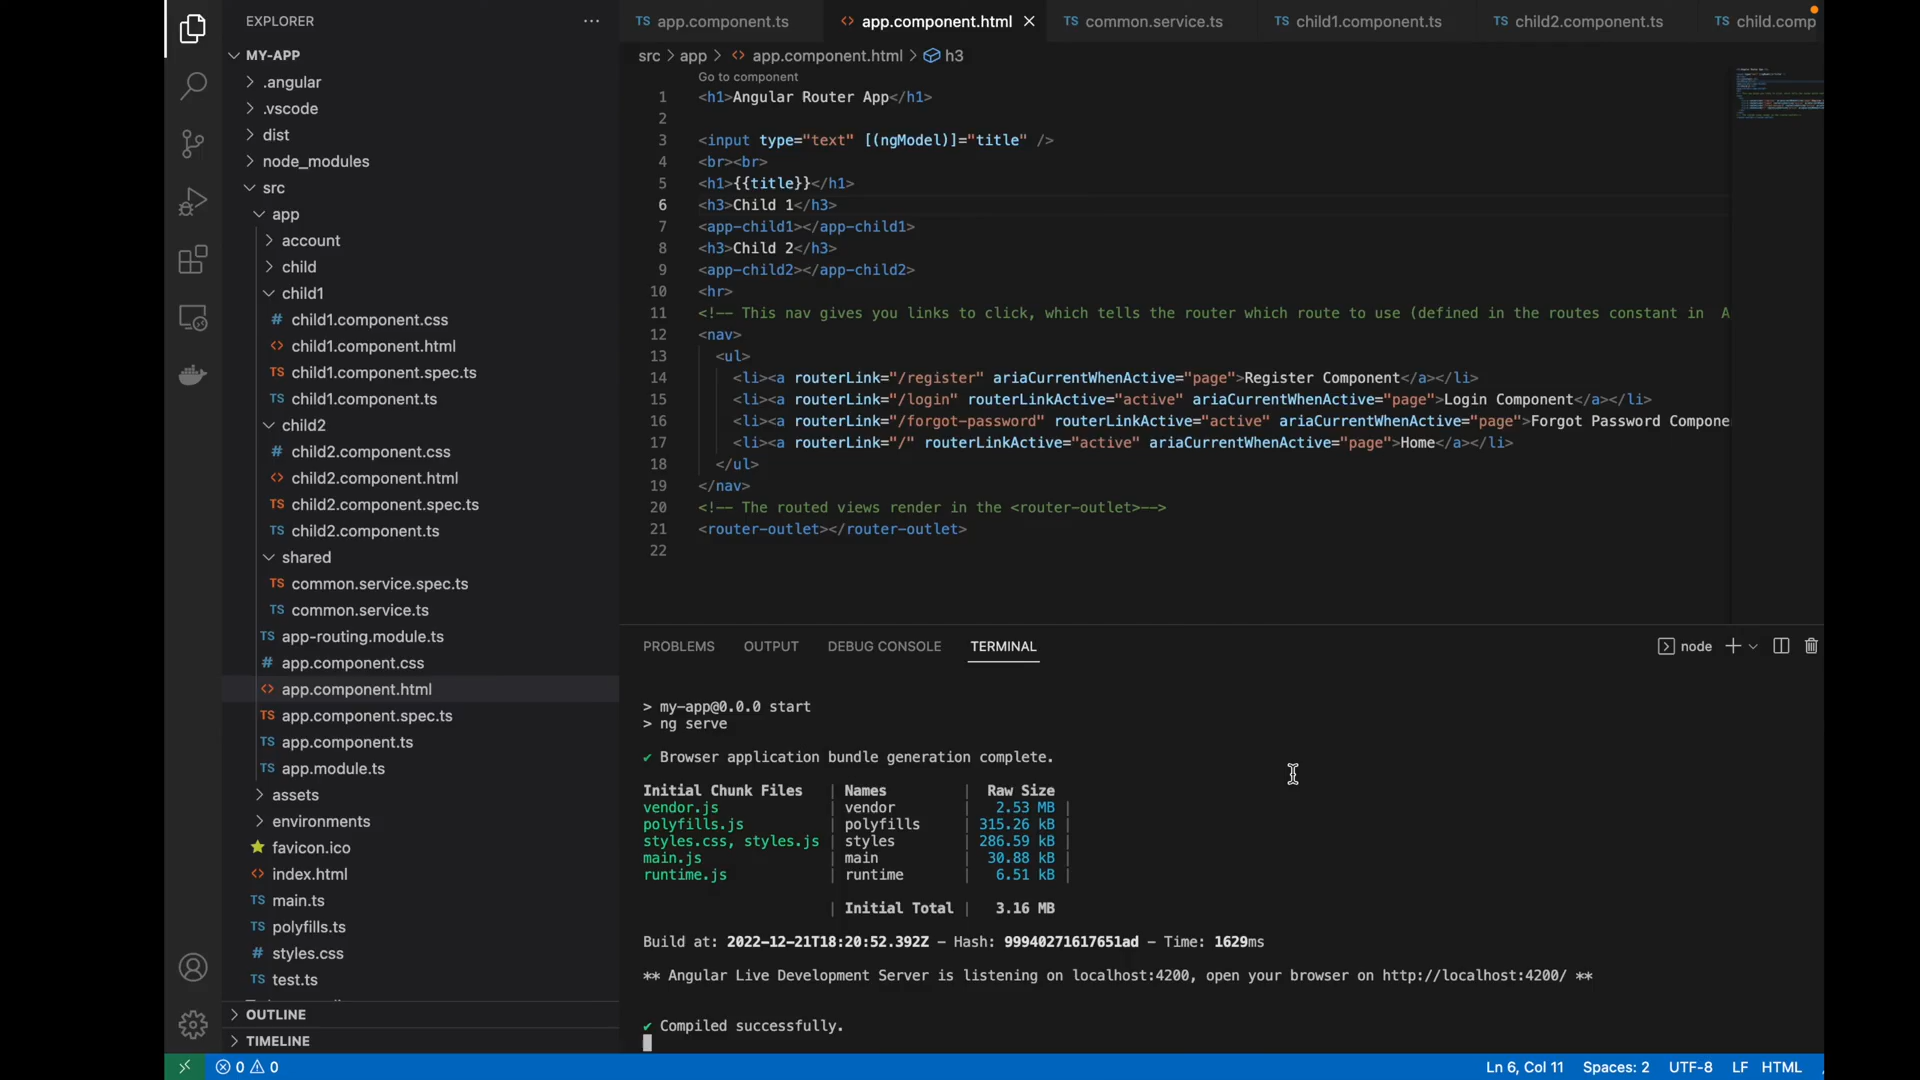 EXPLORER
MY-APP
.angular
.vscode
dist
node_modules
src
app
account
child
child1
# child1.component.css
<> child1.component.html
TS child1.component.spec.ts
TS child1.component.ts
child2
# child2.component.css
<> child2.component.html
TS child2.component.spec.ts
TS child2.component.ts
shared
TS common.service.spec.ts
TS common.service.ts
TS app-routing.module.ts
# app.component.css
<> app.component.html
TS app.component.spec.ts
TS app.component.ts
TS app.module.ts
assets
environments
favicon.ico
<> index.html
TS main.ts
TS polyfills.ts
# styles.css
TS test.ts
OUTLINE
TIMELINE
TS app.component.ts <> app.component.html TS common.service.ts TS child1.component.ts TS child2.component.ts TS child.comp
src > app > <> app.component.html > h3
Go to component
1 <h1>Angular Router App</h1>
2
3 <input type="text" [(ngModel)]="title" />
4 <br><br>
5 <h1>{{title}}</h1>
6 <h3>Child 1</h3>
7 <app-child1></app-child1>
8 <h3>Child 2</h3>
9 <app-child2></app-child2>
10 <hr>
11 <!-- This nav gives you links to click, which tells the router which route to use (defined in the routes constant in A
12 <nav>
13 <ul>
14 <li><a routerLink="/register" ariaCurrentWhenActive="page">Register Component</a></li>
15 <li><a routerLink="/login" routerLinkActive="active" ariaCurrentWhenActive="page">Login Component</a></li>
16 <li><a routerLink="/forgot-password" routerLinkActive="active" ariaCurrentWhenActive="page">Forgot Password Compone
17 <li><a routerLink="/" routerLinkActive="active" ariaCurrentWhenActive="page">Home</a></li>
18 </ul>
19 </nav>
20 <!-- The routed views render in the <router-outlet>-->
21 <router-outlet></router-outlet>
22
PROBLEMS OUTPUT DEBUG CONSOLE TERMINAL node
> my-app@0.0.0 start
> ng serve
✔ Browser application bundle generation complete.
Initial Chunk Files | Names | Raw Size
vendor.js | vendor | 2.53 MB |
polyfills.js | polyfills | 315.26 kB |
styles.css, styles.js | styles | 286.59 kB |
main.js | main | 30.88 kB |
runtime.js | runtime | 6.51 kB |
| Initial Total | 3.16 MB
Build at: 2022-12-21T18:20:52.392Z - Hash: 99940271617651ad - Time: 1629ms
** Angular Live Development Server is listening on localhost:4200, open your browser on http://localhost:4200/ **
✔ Compiled successfully.
0 0 Ln 6, Col 11 Spaces: 2 UTF-8 LF HTML